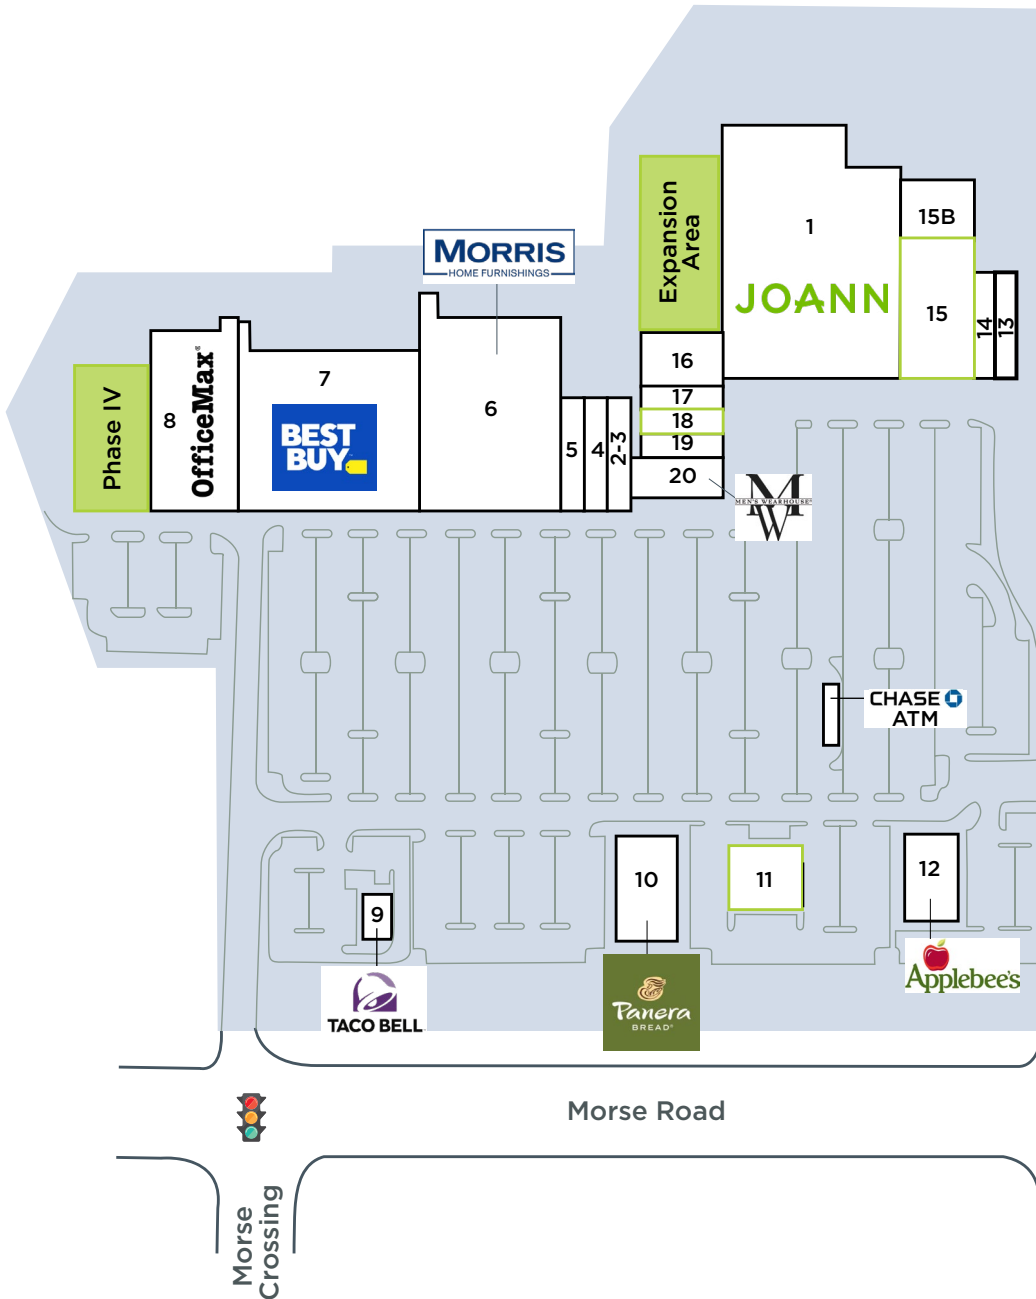 MORRIS
HOME FURNISHINGS
Expansion
Area
1
JOANN
15B
15
14
13
16
17
18
19
20
MEN'S WEARHOUSE®
MW
Phase IV
8
OfficeMax®
7
BEST
BUY
6
5
4
2-3
CHASE
ATM
9
TACO BELL
10
Panera
BREAD®
11
12
Applebee's
Morse Road
Morse
Crossing